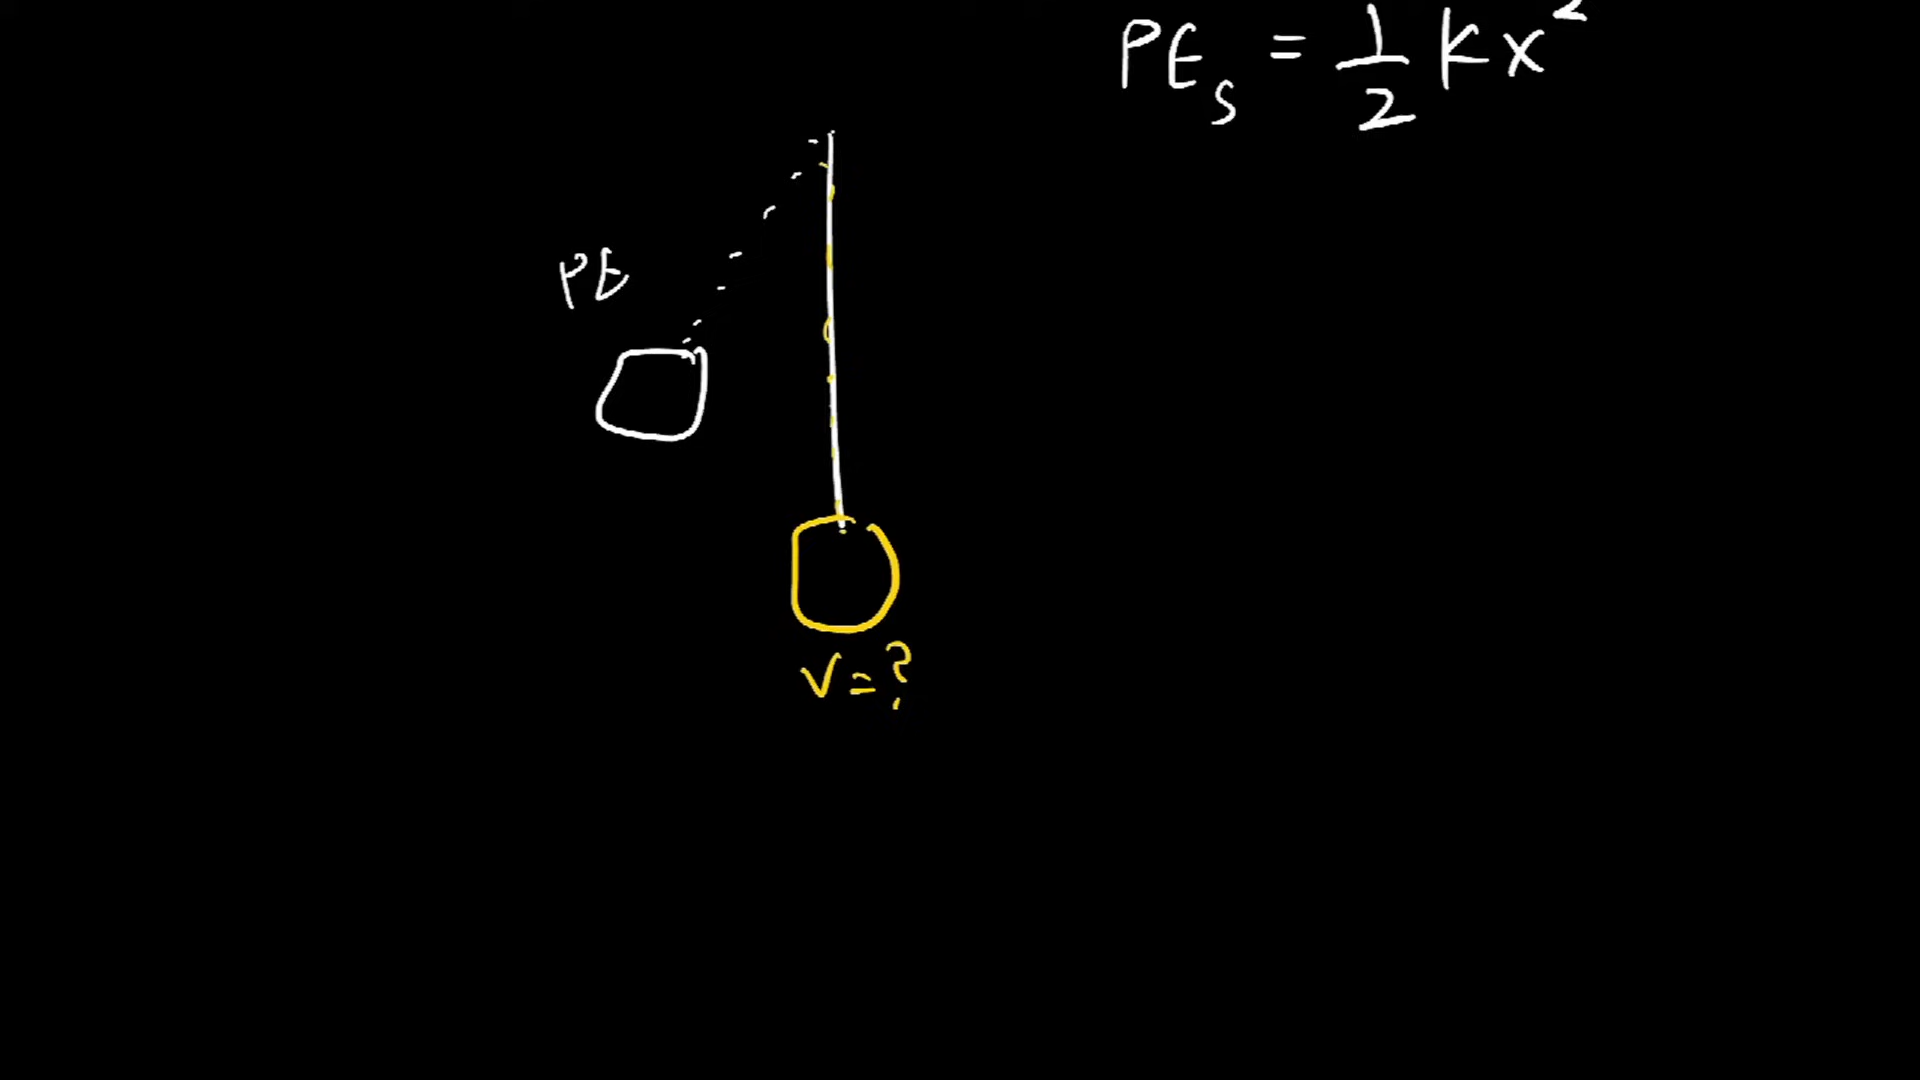 PEs = 1/2 kx²
PE
v=?